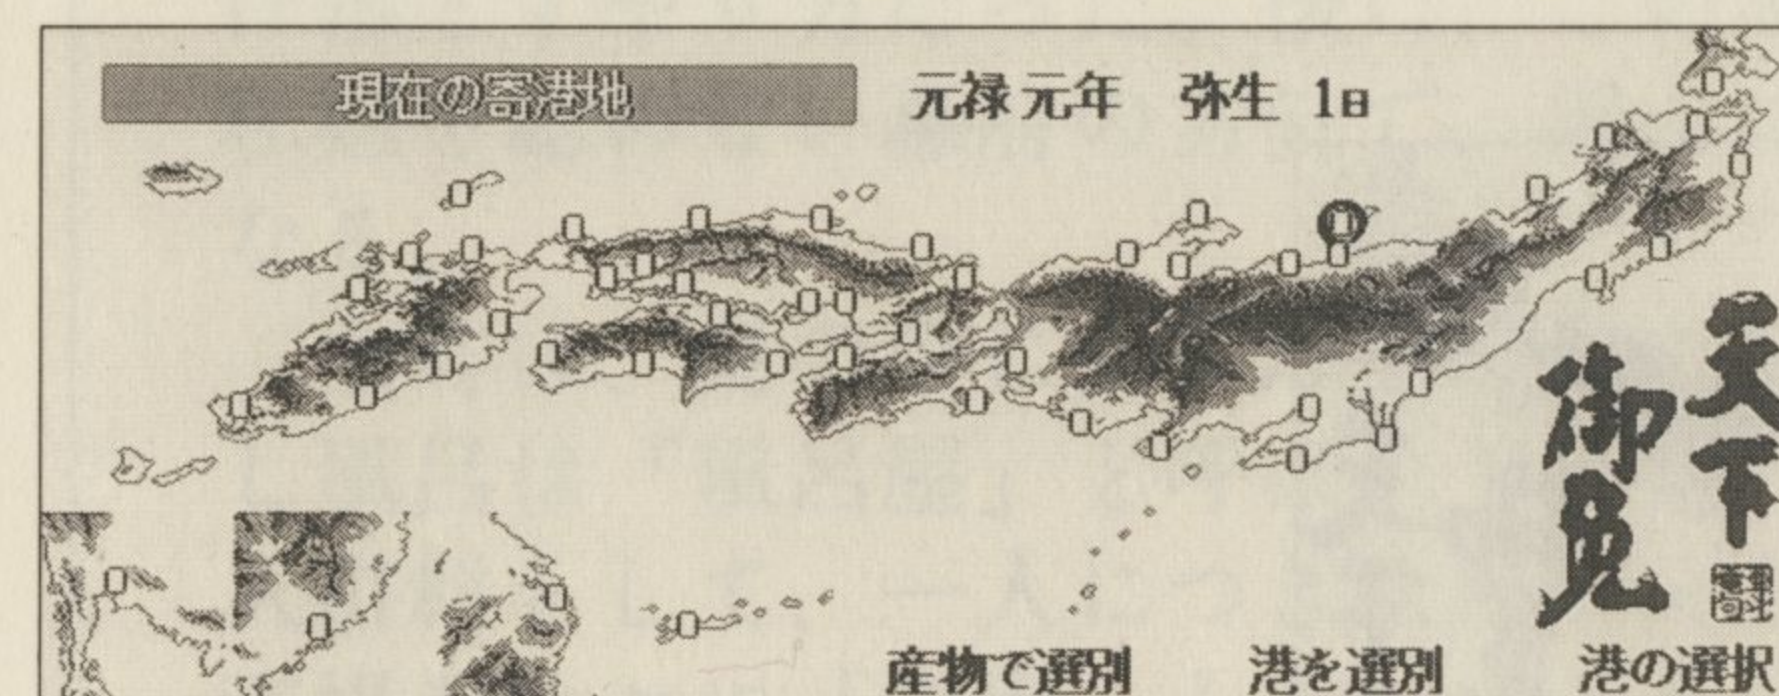 現在の寄港地
元禄元年 弥生 1日
天下
御免
産物で選別 港を選別 港の選択